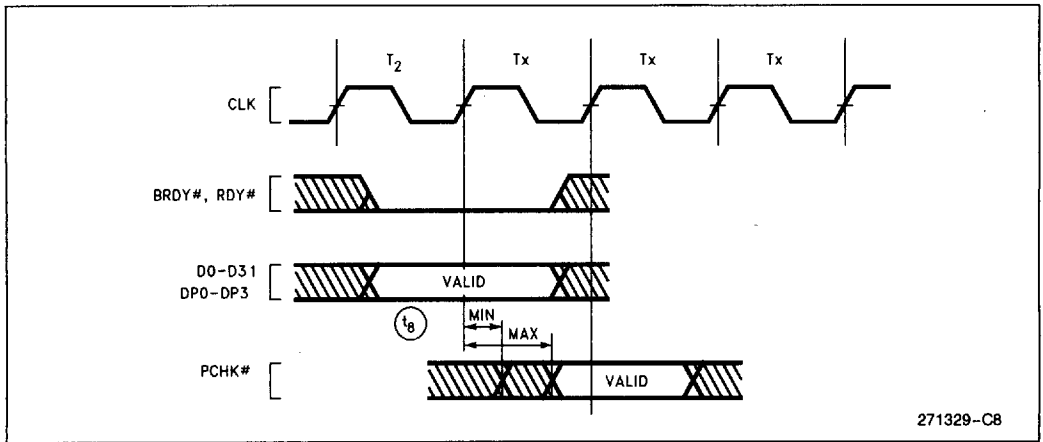 T2 Tx Tx Tx
CLK
BRDY#, RDY#
D0-D31
VALID
DP0-DP3
t8 MIN
MAX
PCHK#
VALID
271329-C8